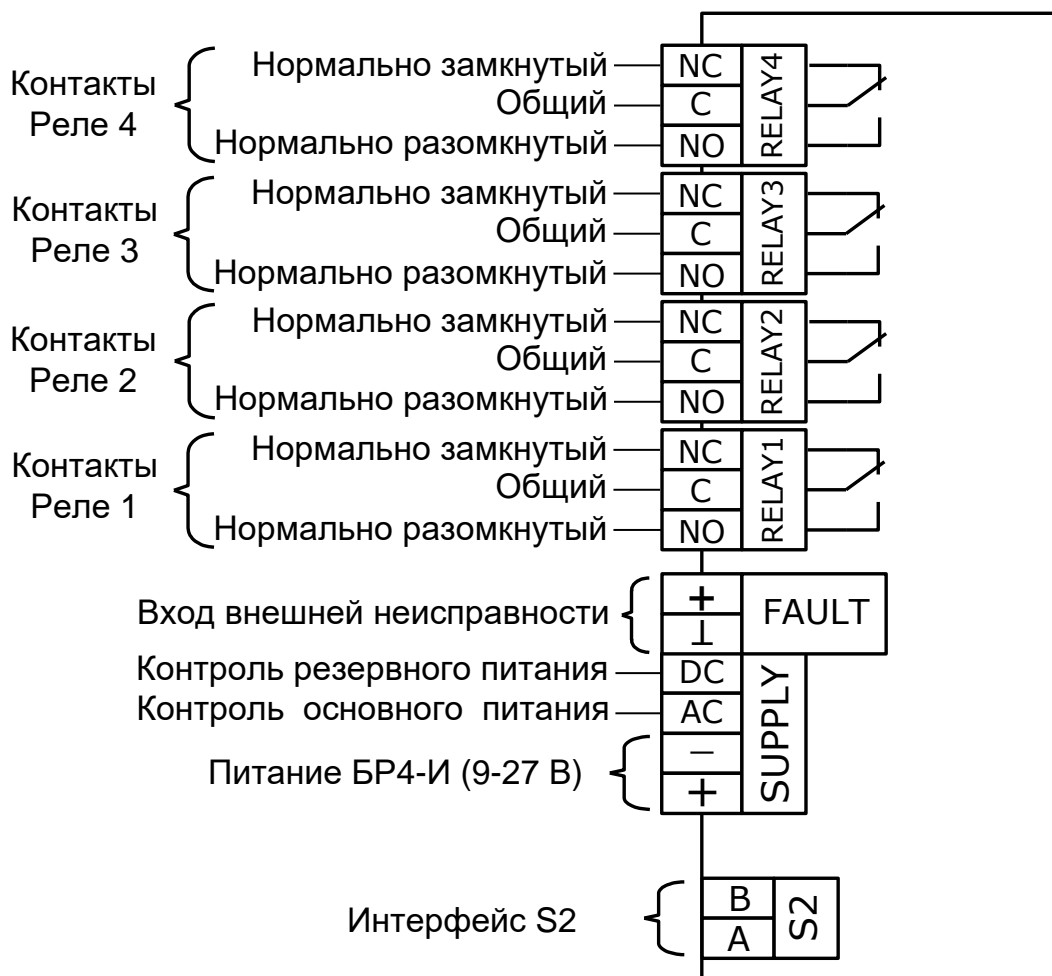 Контакты
Реле 4
Нормально замкнутый
NC
Общий
C
Нормально разомкнутый
NO
RELAY4
Контакты
Реле 3
Нормально замкнутый
NC
Общий
C
Нормально разомкнутый
NO
RELAY3
Контакты
Реле 2
Нормально замкнутый
NC
Общий
C
Нормально разомкнутый
NO
RELAY2
Контакты
Реле 1
Нормально замкнутый
NC
Общий
C
Нормально разомкнутый
NO
RELAY1
Вход внешней неисправности
+
⊥
FAULT
Контроль резервного питания
DC
Контроль основного питания
AC
Питание БР4-И (9-27 В)
−
+
SUPPLY
Интерфейс S2
B
A
S2